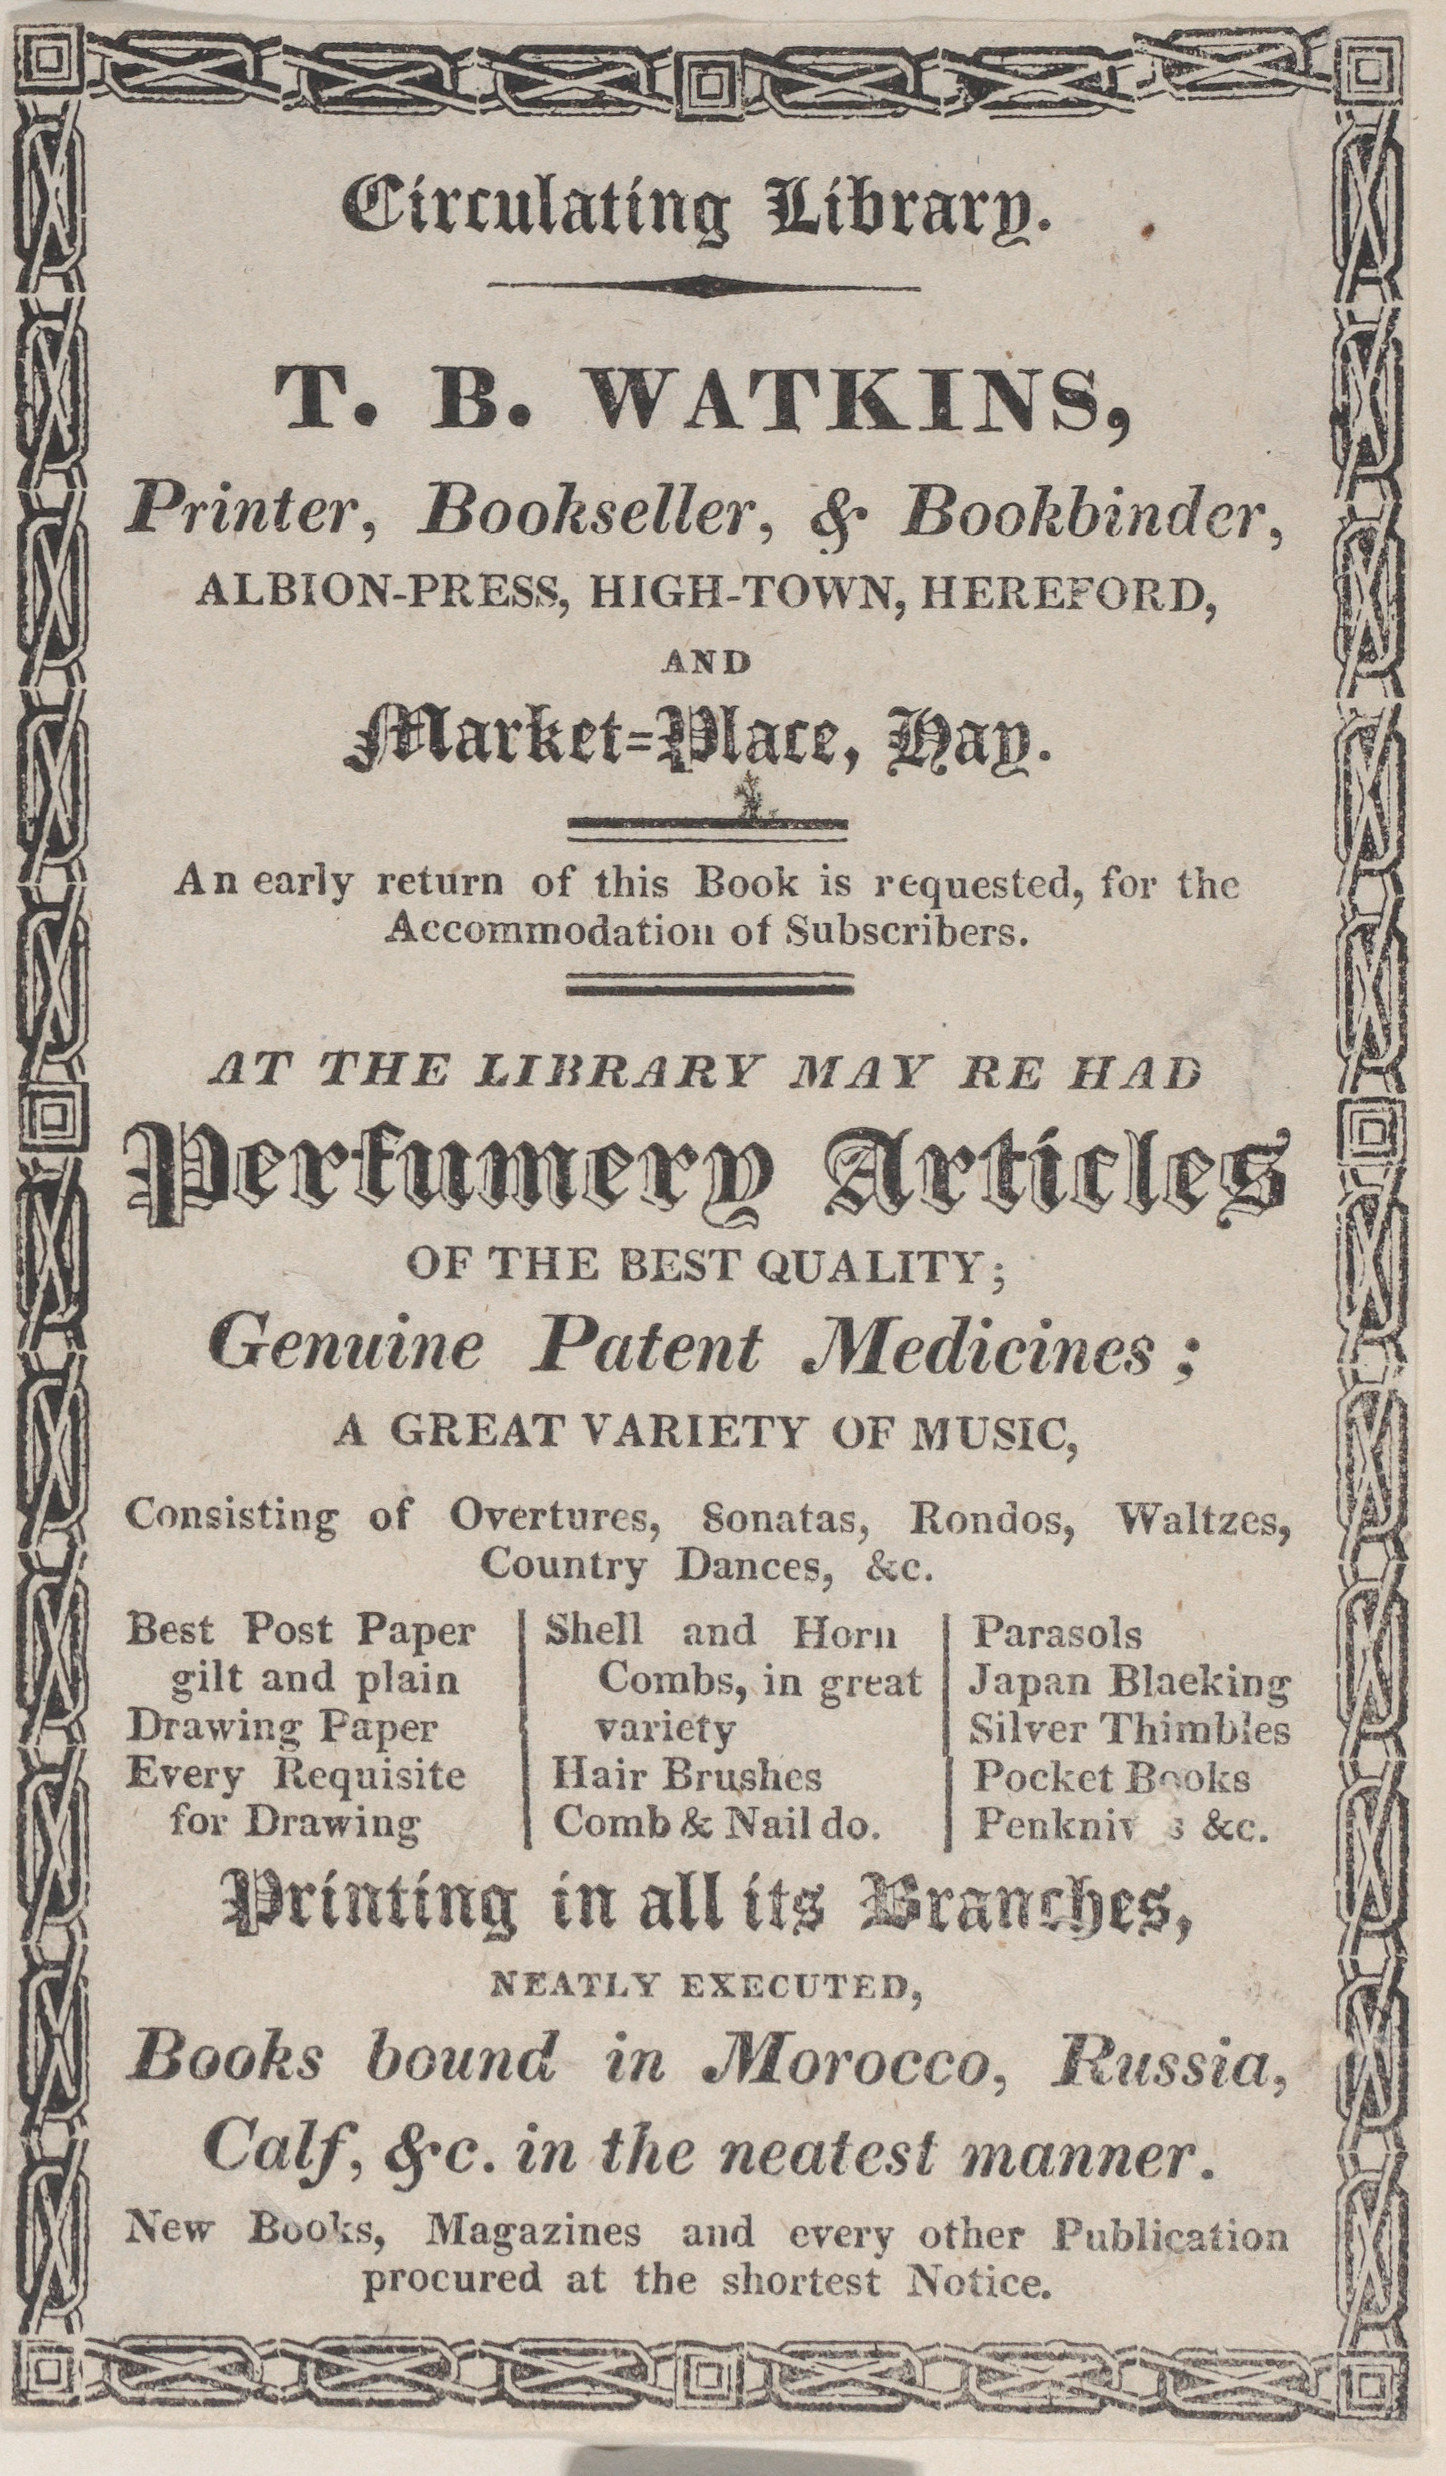 Circulating Library.
T. B. WATKINS,
Printer, Bookseller, & Bookbinder,
ALBION-PRESS, HIGH-TOWN, HEREFORD,
AND
Market=Place, Hay.
An early return of this Book is requested, for the
Accommodation of Subscribers.
AT THE LIBRARY MAY RE HAD
Perfumery Articles
OF THE BEST QUALITY;
Genuine Patent Medicines;
A GREAT VARIETY OF MUSIC,
Consisting of Overtures, Sonatas, Rondos, Waltzes,
Country Dances, &c.
Best Post Paper
gilt and plain
Drawing Paper
Every Requisite
for Drawing
Shell and Horn
Combs, in great
variety
Hair Brushes
Comb & Nail do.
Parasols
Japan Blaeking
Silver Thimbles
Pocket Books
&c.
Printing in all its Branches,
NEATLY EXECUTED,
Books bound in Morocco, Russia,
Calf, &c. in the neatest manner.
New Books, Magazines and every other Publication
procured at the shortest Notice.